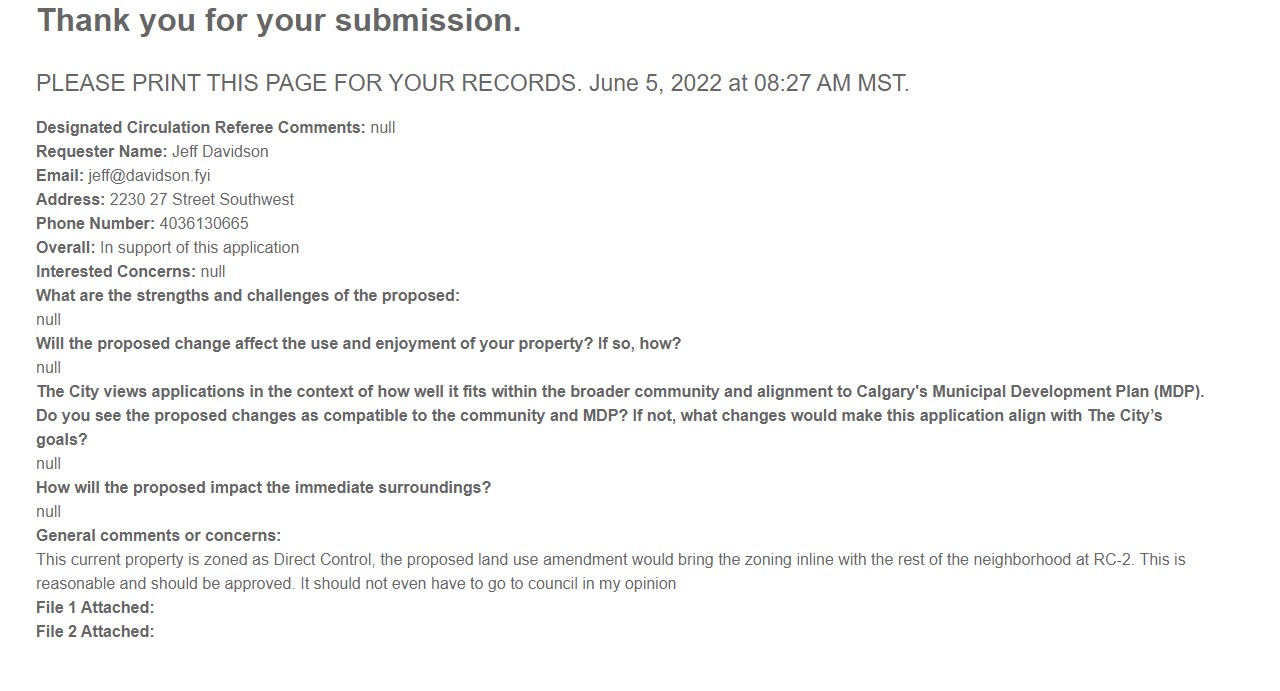 Thank you for your submission.
PLEASE PRINT THIS PAGE FOR YOUR RECORDS. June 5, 2022 at 08:27 AM MST.
Designated Circulation Referee Comments: null
Requester Name: Jeff Davidson
Email: jeff@davidson.fyi
Address: 2230 27 Street Southwest
Phone Number: 4036130665
Overall: In support of this application
Interested Concerns: null
What are the strengths and challenges of the proposed:
null
Will the proposed change affect the use and enjoyment of your property? If so, how?
null
The City views applications in the context of how well it fits within the broader community and alignment to Calgary's Municipal Development Plan (MDP).
Do you see the proposed changes as compatible to the community and MDP? If not, what changes would make this application align with The City’s
goals?
null
How will the proposed impact the immediate surroundings?
null
General comments or concerns:
This current property is zoned as Direct Control, the proposed land use amendment would bring the zoning inline with the rest of the neighborhood at RC-2. This is
reasonable and should be approved. It should not even have to go to council in my opinion
File 1 Attached:
File 2 Attached: